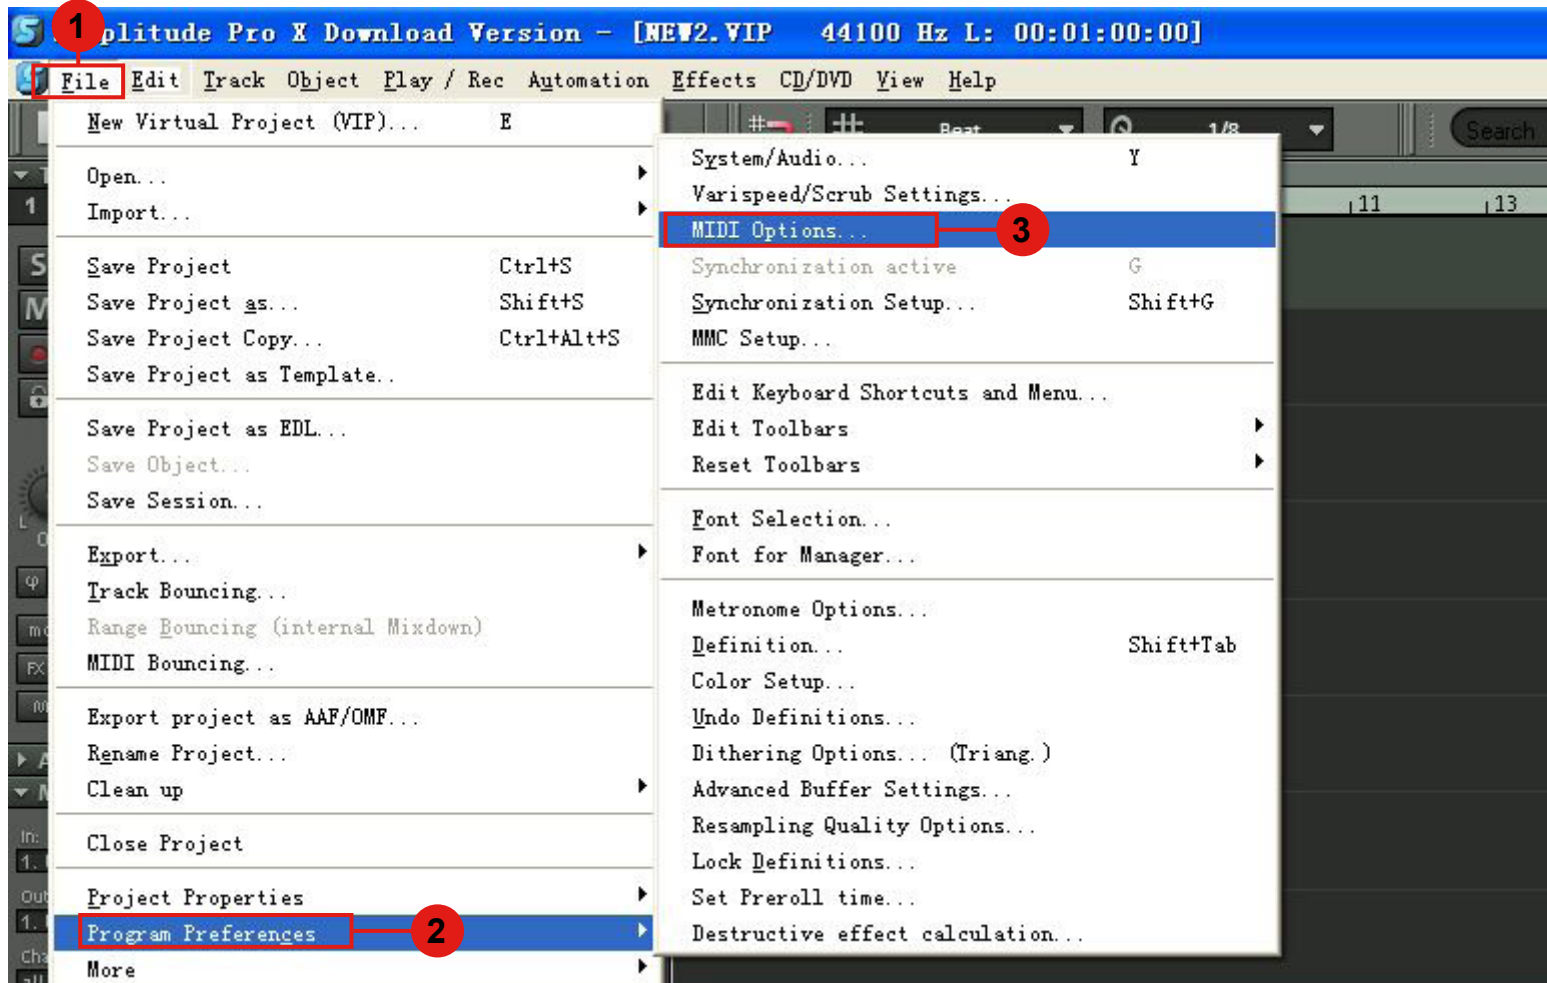 1
plitude Pro X Download Version - [NEW2.VIP 44100 Hz L: 00:01:00:00]
File Edit Track Object Play / Rec Automation Effects CD/DVD View Help
New Virtual Project (VIP)... E
Open...
Import...
Save Project Ctrl+S
Save Project as... Shift+S
Save Project Copy... Ctrl+Alt+S
Save Project as Template..
Save Project as EDL...
Save Object...
Save Session...
Export...
Track Bouncing...
Range Bouncing (internal Mixdown)
MIDI Bouncing...
Export project as AAF/OMF...
Rename Project...
Clean up
Close Project
Project Properties
Program Preferences 2
More
Beat 1/8 Search
System/Audio... Y
Varispeed/Scrub Settings...
MIDI Options... 3
Synchronization active G
Synchronization Setup... Shift+G
MMC Setup...
Edit Keyboard Shortcuts and Menu...
Edit Toolbars
Reset Toolbars
Font Selection...
Font for Manager...
Metronome Options...
Definition... Shift+Tab
Color Setup...
Undo Definitions...
Dithering Options... (Triang.)
Advanced Buffer Settings...
Resampling Quality Options...
Lock Definitions...
Set Preroll time...
Destructive effect calculation...
11 13
1
S
M
L
φ
FX
In:
1.
Out
1.